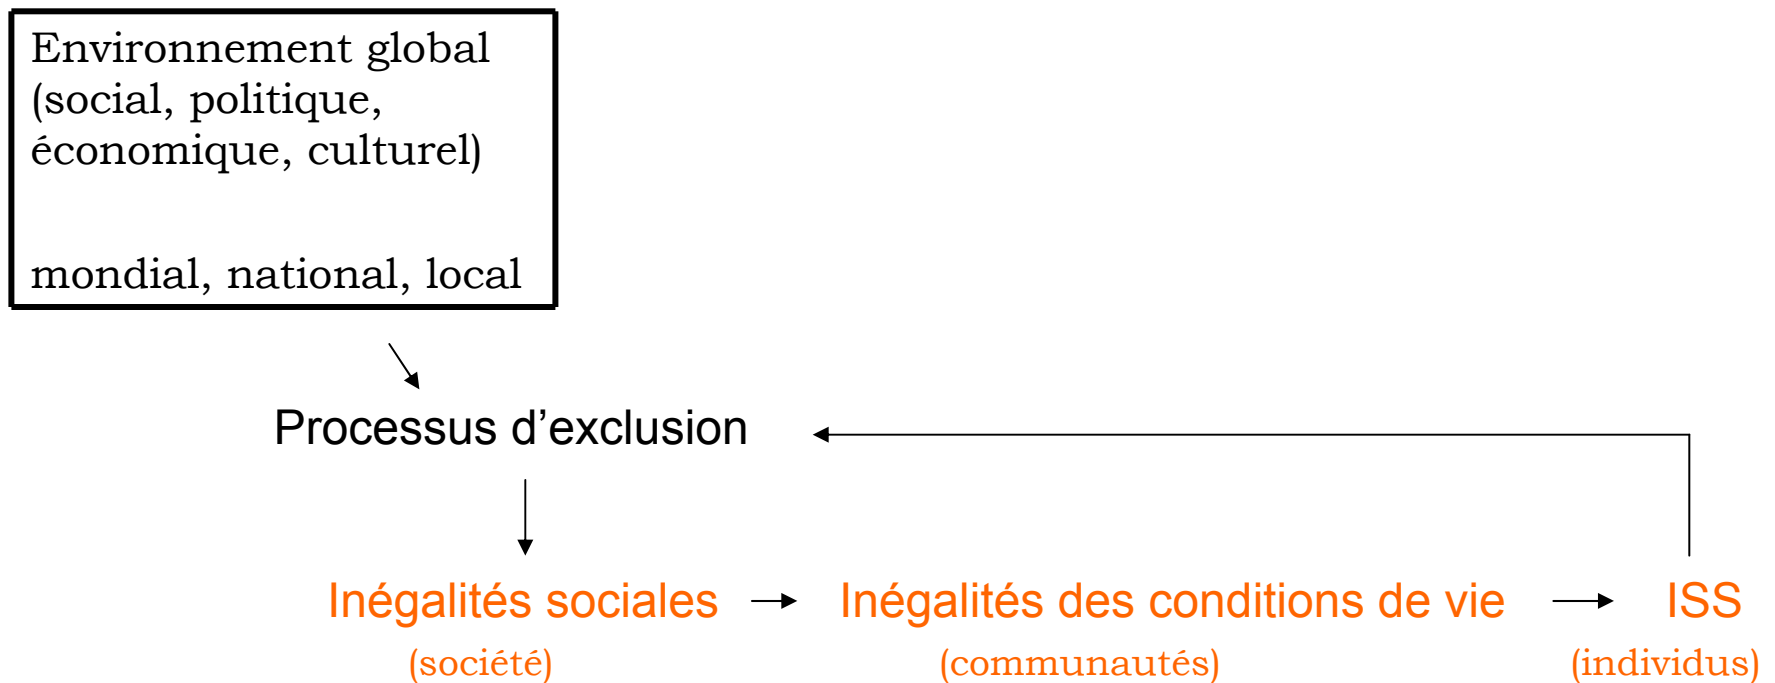 Environnement global
(social, politique,
économique, culturel)
mondial, national, local
Processus d’exclusion
Inégalités sociales
Inégalités des conditions de vie
ISS
(société)
(communautés)
(individus)